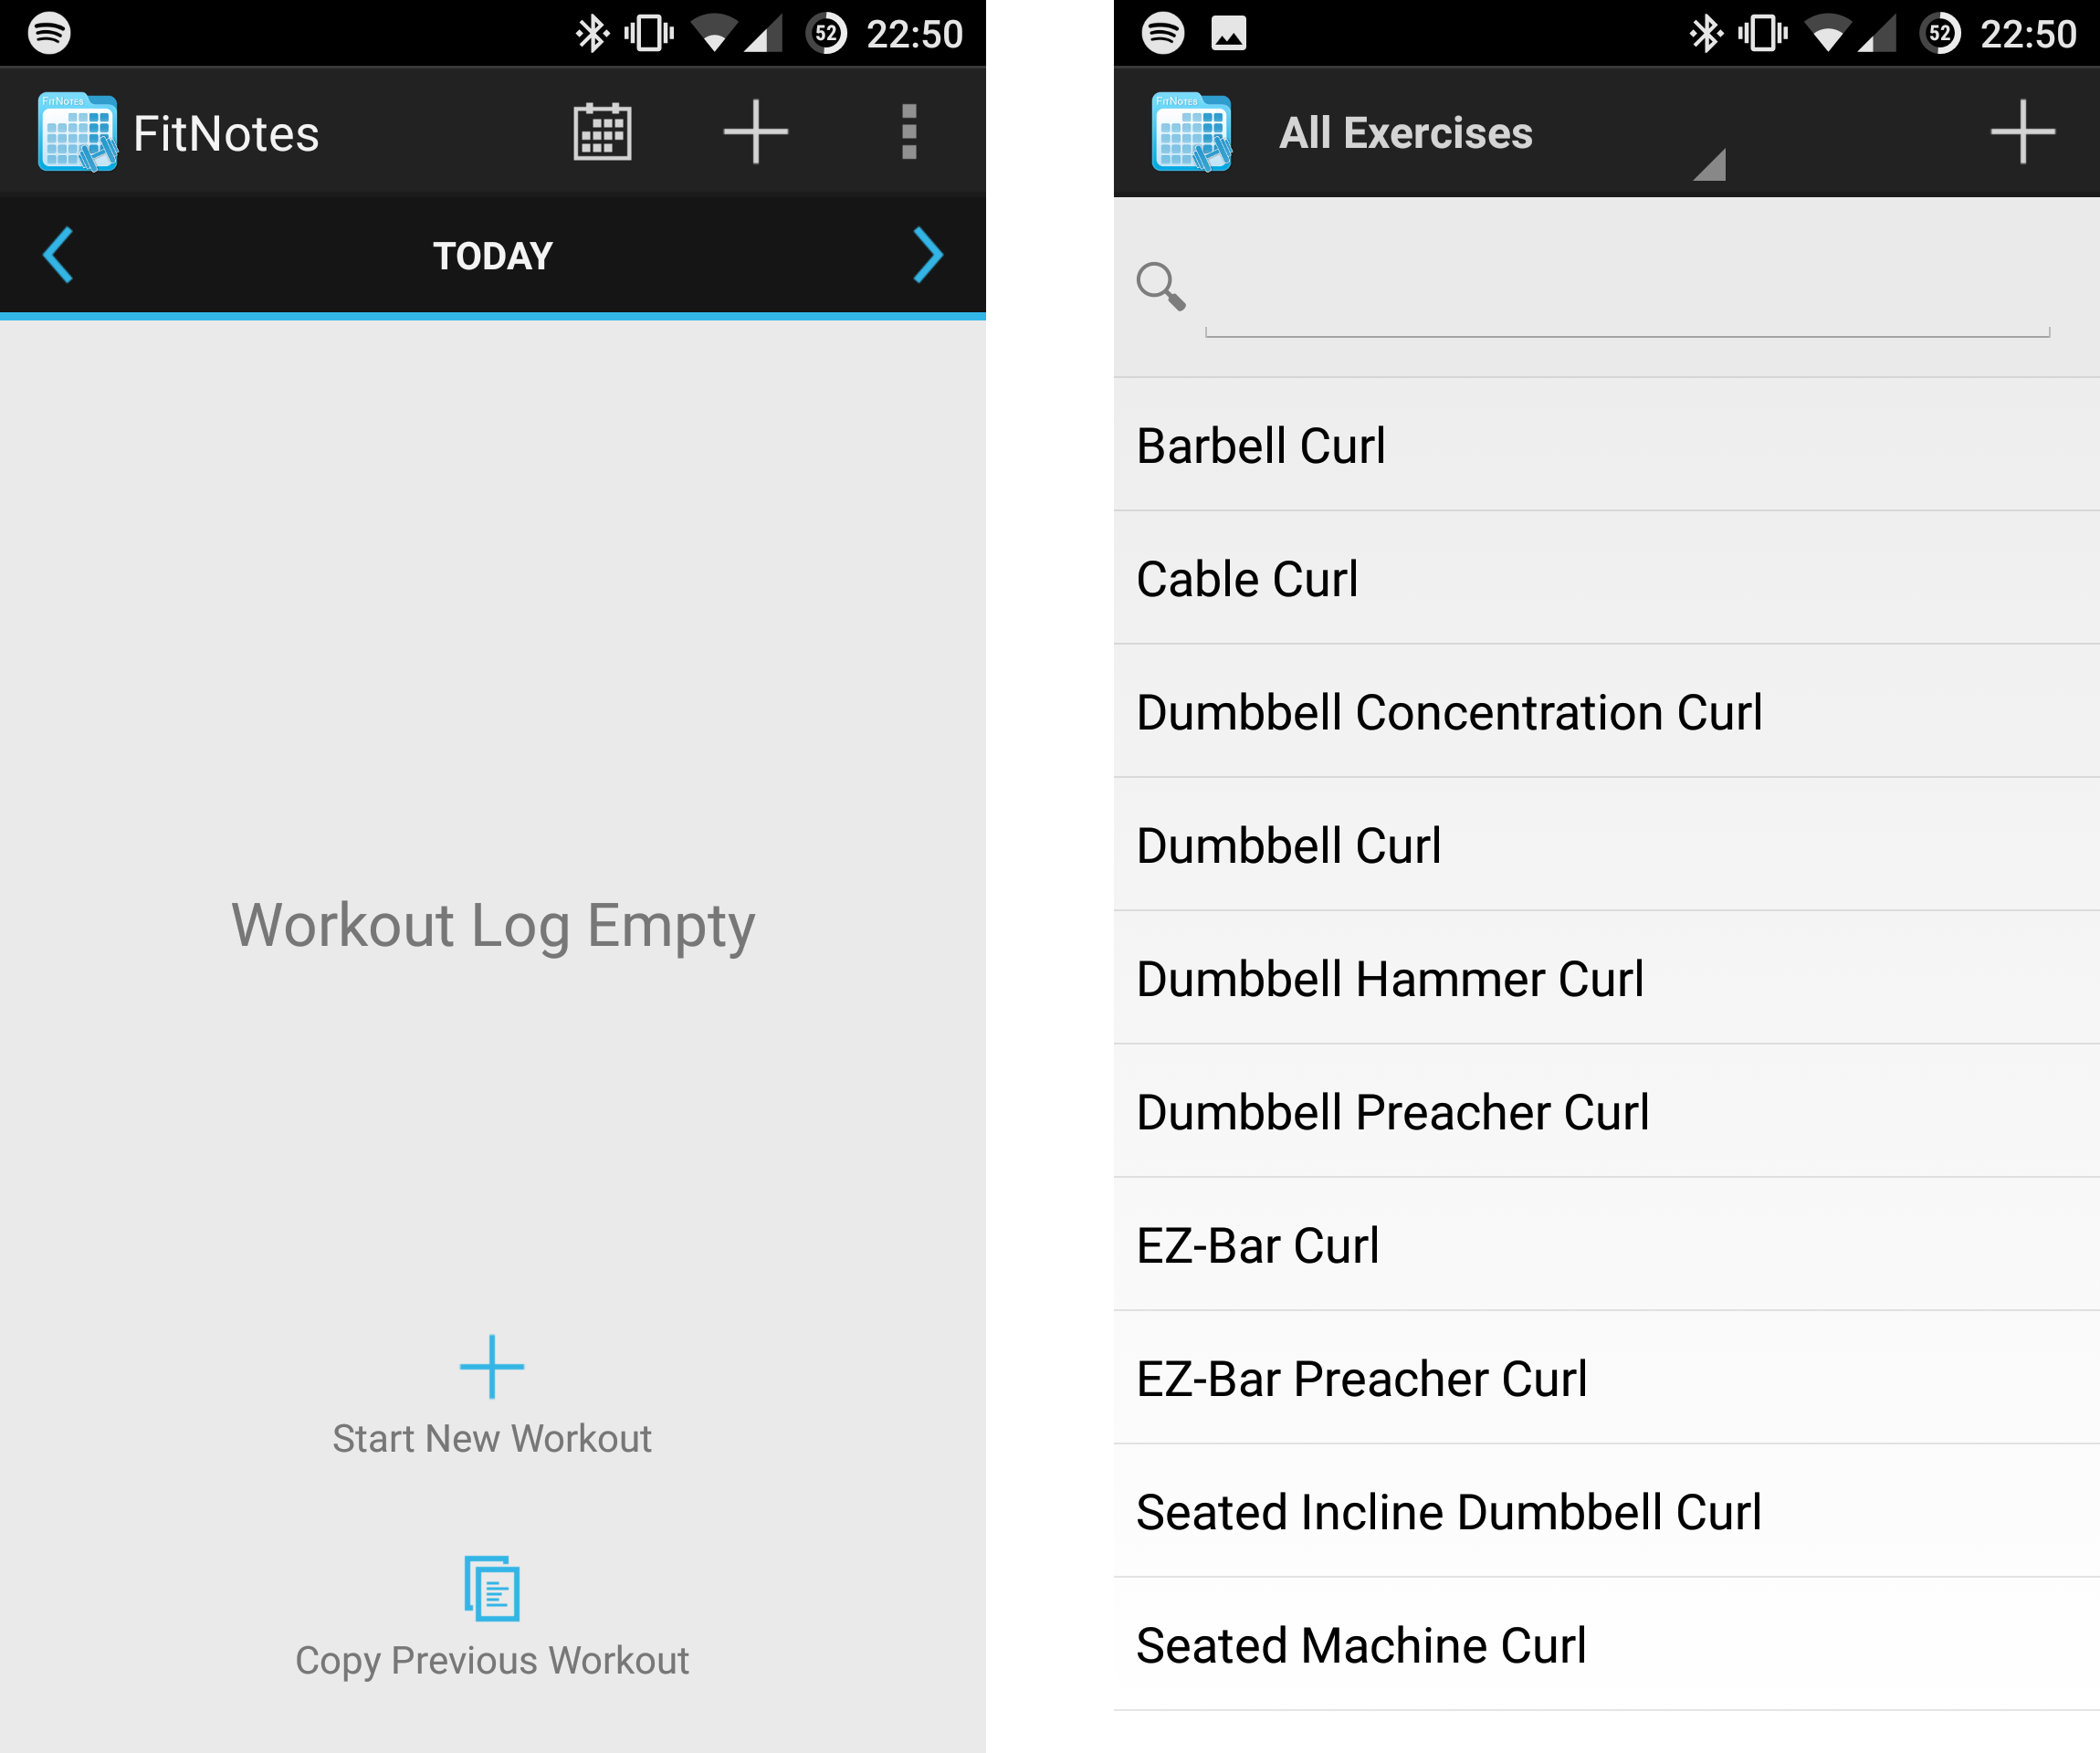 52 22:50
FITNOTES
FitNotes
TODAY
Workout Log Empty
Start New Workout
Copy Previous Workout
52 22:50
FITNOTES
All Exercises
Barbell Curl
Cable Curl
Dumbbell Concentration Curl
Dumbbell Curl
Dumbbell Hammer Curl
Dumbbell Preacher Curl
EZ-Bar Curl
EZ-Bar Preacher Curl
Seated Incline Dumbbell Curl
Seated Machine Curl